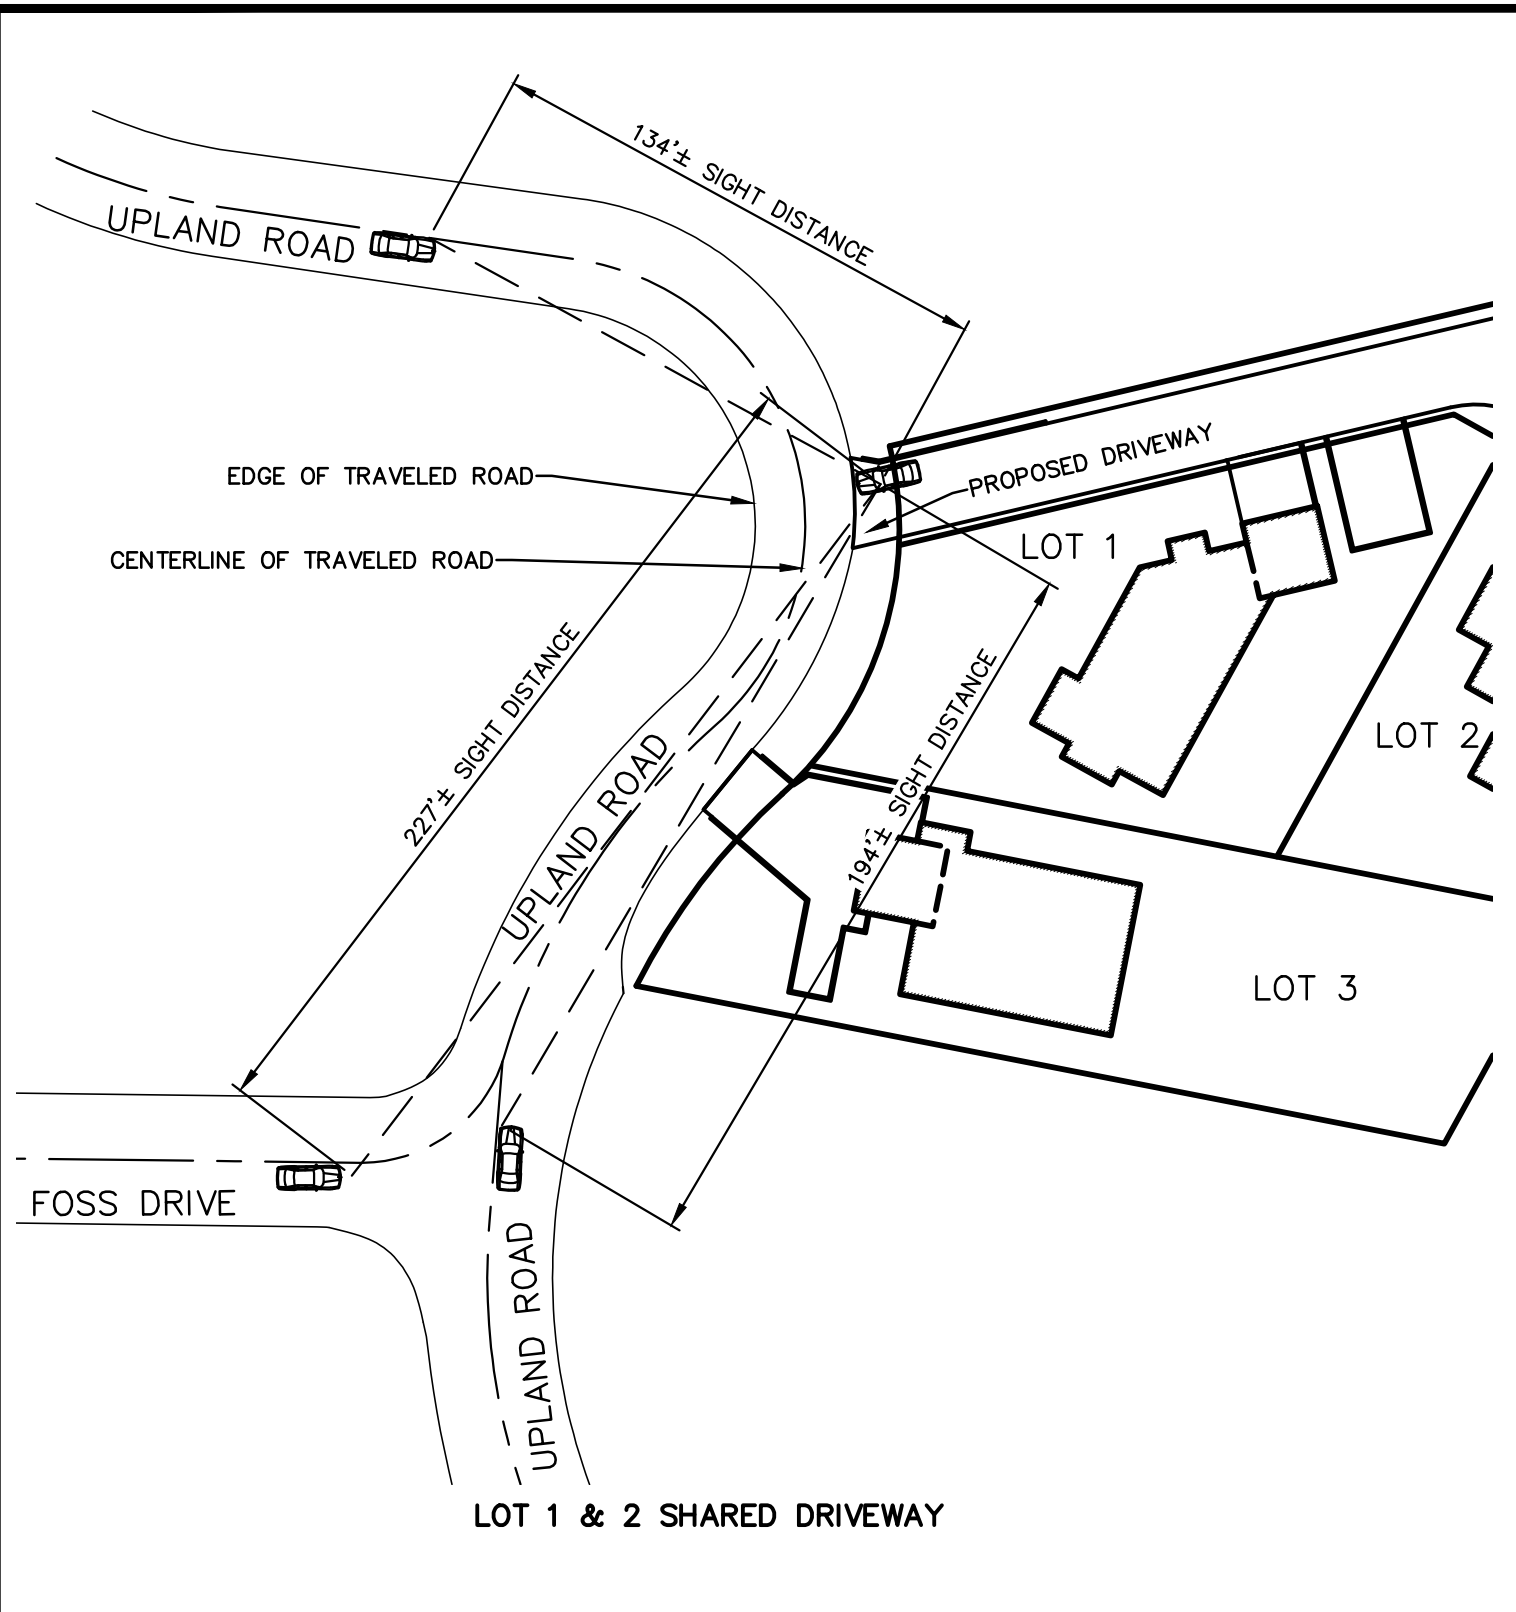 134'± SIGHT DISTANCE
UPLAND ROAD
EDGE OF TRAVELED ROAD
PROPOSED DRIVEWAY
CENTERLINE OF TRAVELED ROAD
LOT 1
227'± SIGHT DISTANCE
194'± SIGHT DISTANCE
LOT 2
UPLAND ROAD
LOT 3
FOSS DRIVE
UPLAND ROAD
LOT 1 & 2 SHARED DRIVEWAY